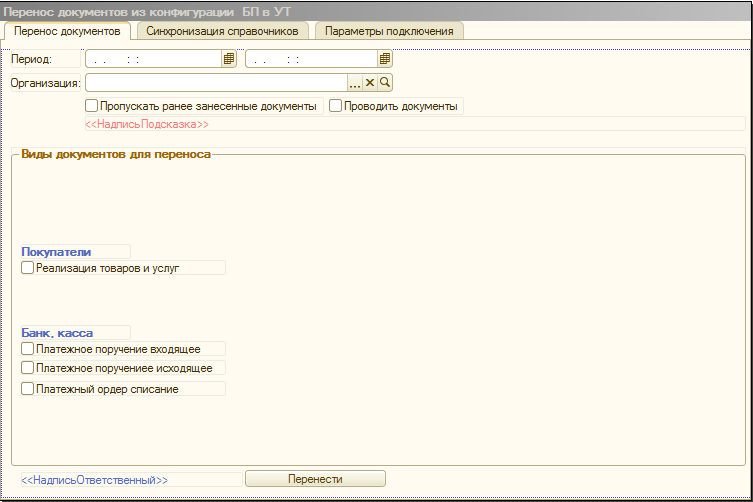 Перенос документов из конфигурации БП в УТ
Перенос документов Синхронизация справочников Параметры подключения
Период: . . : : . . : :
Организация: ...
Пропускать ранее занесенные документы Проводить документы
<<НадписьПодсказка>>
Виды документов для переноса
Покупатели
Реализация товаров и услуг
Банк, касса
Платежное поручение входящее
Платежное поручениее исходящее
Платежный ордер списание
<<НадписьОтветственный>> Перенести